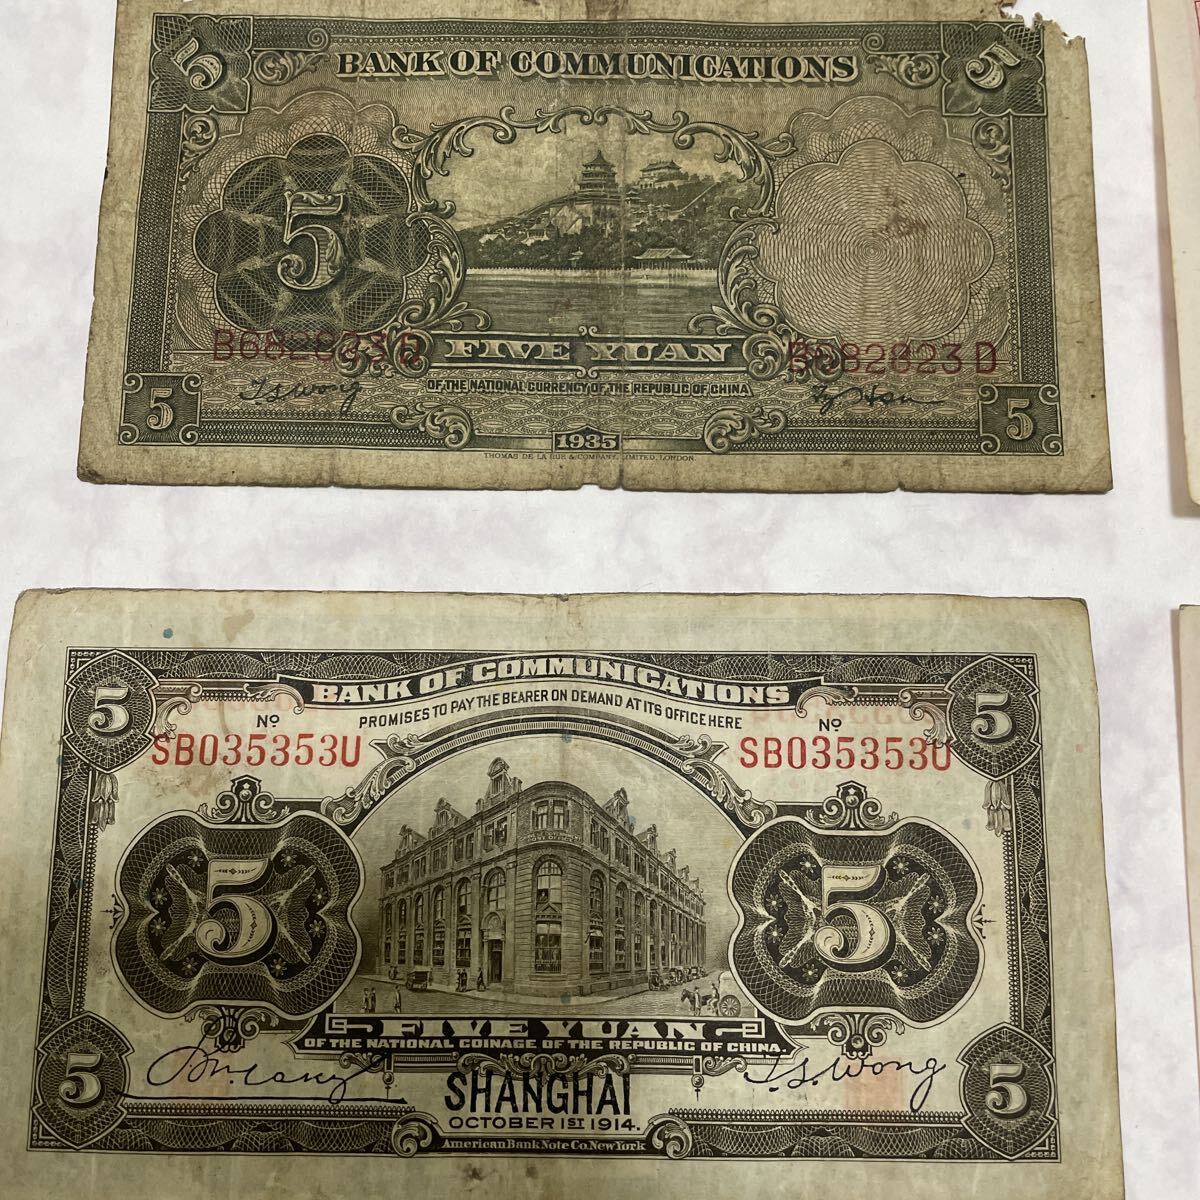 5 BANK OF COMMUNICATIONS 5
5
B682823D B682823D
FIVE YUAN
OF THE NATIONAL CURRENCY OF THE REPUBLIC OF CHINA
T S Wong
5 1935 5
THOMAS DE LA RUE & COMPANY, LIMITED, LONDON.
5 BANK OF COMMUNICATIONS 5
PROMISES TO PAY THE BEARER ON DEMAND AT ITS OFFICE HERE
Nº Nº
SB035353U SB035353U
5 5
FIVE YUAN
OF THE NATIONAL COINAGE OF THE REPUBLIC OF CHINA.
5 T. S. Wong 5
SHANGHAI
OCTOBER 1ST 1914.
American Bank Note Co. New York